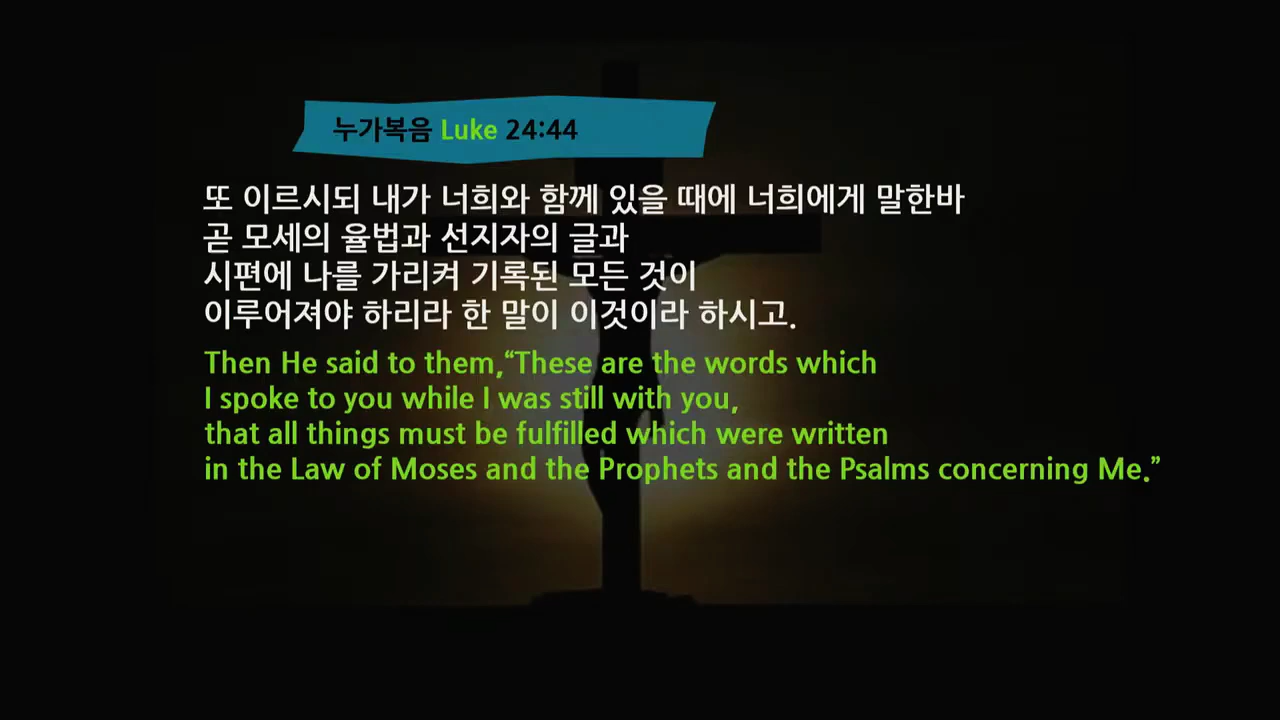 누가복음 Luke 24:44
또 이르시되 내가 너희와 함께 있을 때에 너희에게 말한바
곧 모세의 율법과 선지자의 글과
시편에 나를 가리켜 기록된 모든 것이
이루어져야 하리라 한 말이 이것이라 하시고.
Then He said to them,“These are the words which
I spoke to you while I was still with you,
that all things must be fulfilled which were written
in the Law of Moses and the Prophets and the Psalms concerning Me.”